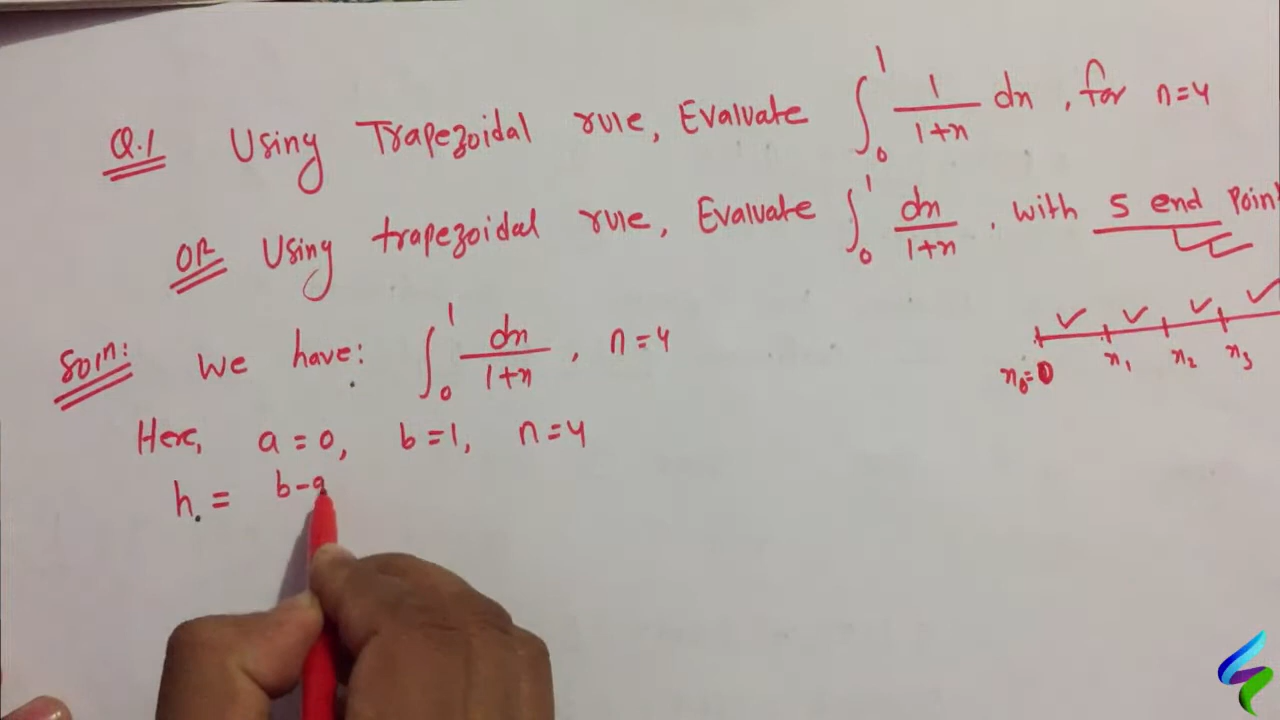 Q.1 Using Trapezoidal rule, Evaluate ∫₀¹ 1/(1+x) dx, for n=4
OR Using trapezoidal rule, Evaluate ∫₀¹ dx/(1+x), with 5 end Point
Soln: We have: ∫₀¹ dx/(1+x), n=4
x₀=0 x₁ x₂ x₃
Here, a=0, b=1, n=4
h = b-a